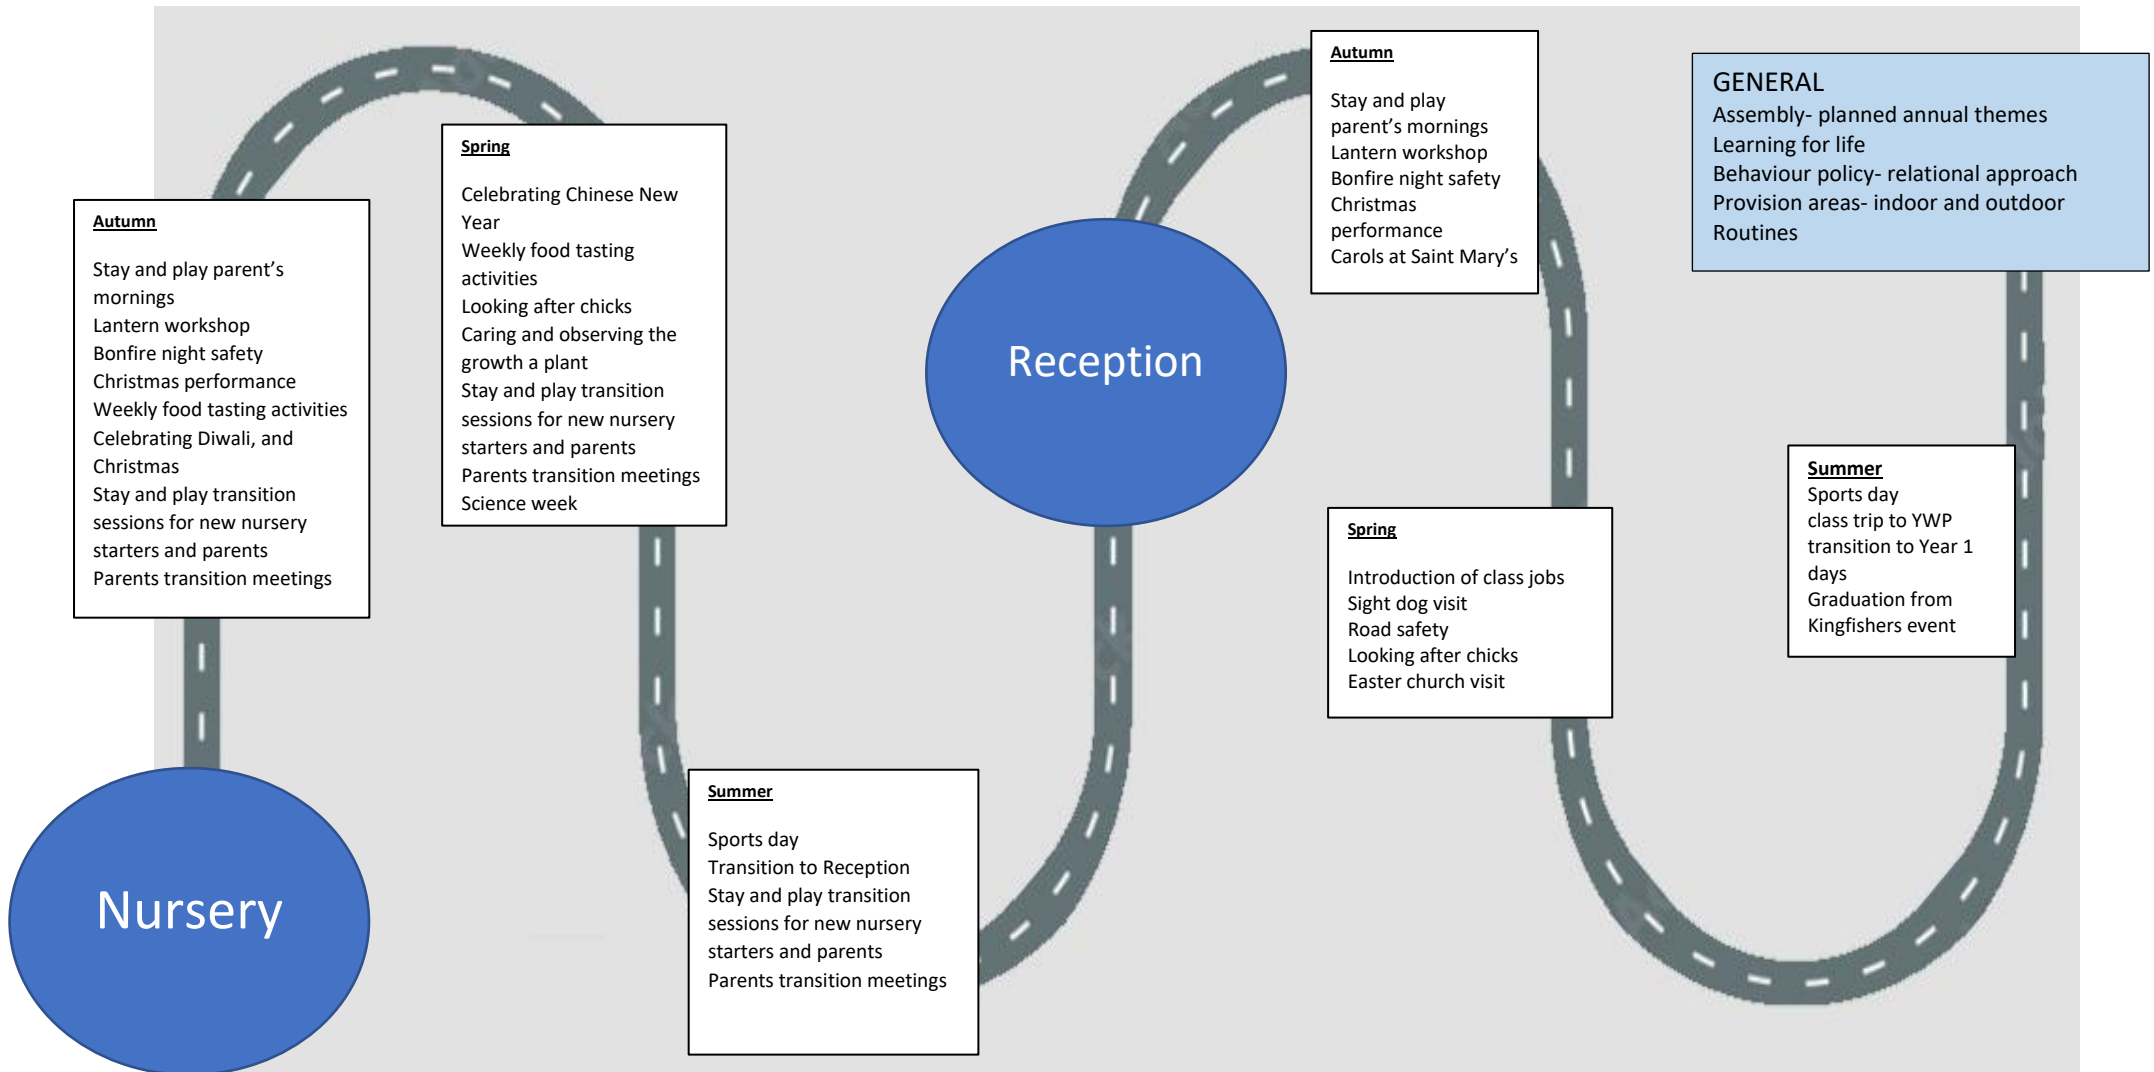 Nursery
Autumn
Stay and play parent’s
mornings
Lantern workshop
Bonfire night safety
Christmas performance
Weekly food tasting activities
Celebrating Diwali, and
Christmas
Stay and play transition
sessions for new nursery
starters and parents
Parents transition meetings
Spring
Celebrating Chinese New
Year
Weekly food tasting
activities
Looking after chicks
Caring and observing the
growth a plant
Stay and play transition
sessions for new nursery
starters and parents
Parents transition meetings
Science week
Summer
Sports day
Transition to Reception
Stay and play transition
sessions for new nursery
starters and parents
Parents transition meetings
Reception
Autumn
Stay and play
parent’s mornings
Lantern workshop
Bonfire night safety
Christmas
performance
Carols at Saint Mary’s
Spring
Introduction of class jobs
Sight dog visit
Road safety
Looking after chicks
Easter church visit
Summer
Sports day
class trip to YWP
transition to Year 1
days
Graduation from
Kingfishers event
GENERAL
Assembly- planned annual themes
Learning for life
Behaviour policy- relational approach
Provision areas- indoor and outdoor
Routines